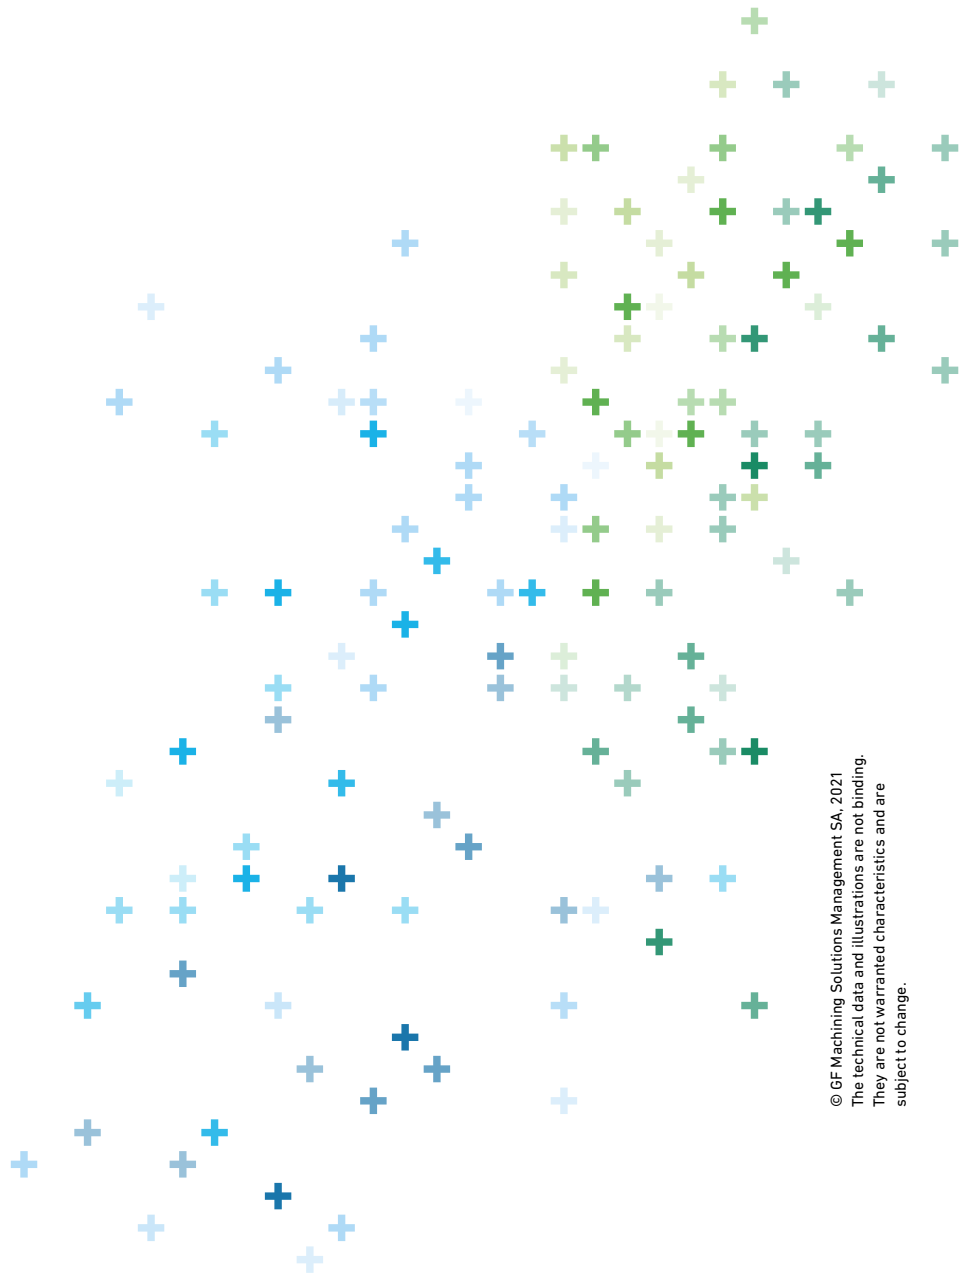 © GF Machining Solutions Management SA, 2021
The technical data and illustrations are not binding.
They are not warranted characteristics and are
subject to change.